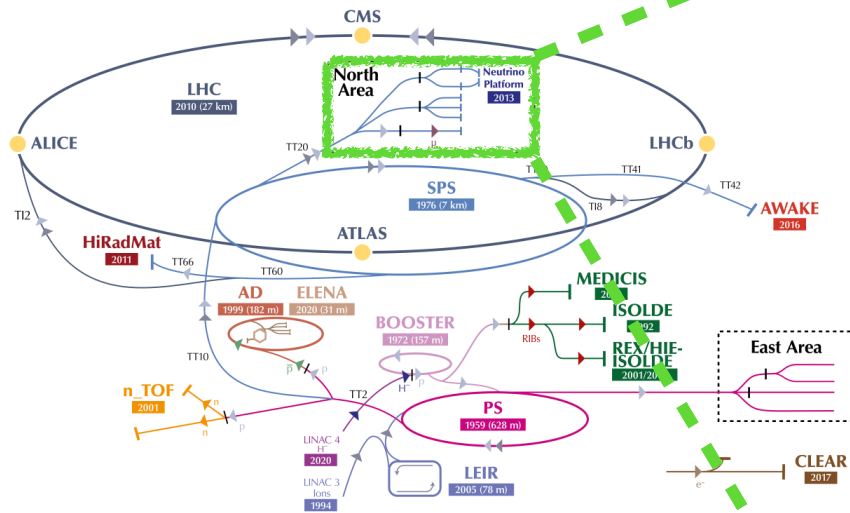 CMS
North
Area
Neutrino
Platform
2013
LHC
2010 (27 km)
ALICE
TT20
μ
LHCb
TT41
TT42
SPS
1976 (7 km)
TI8
TI2
AWAKE
2016
ATLAS
HiRadMat
2011
TT66
TT60
MEDICIS
AD
1999 (182 m)
ELENA
2020 (31 m)
ISOLDE
BOOSTER
1972 (157 m)
RIBs
REX/HIE-
ISOLDE
East Area
TT10
p
p
H-
p
n_TOF
2001
n
n
p
TT2
PS
1959 (628 m)
LINAC 4
H-
2020
LEIR
2005 (78 m)
LINAC 3
Ions
1994
CLEAR
2017
e-